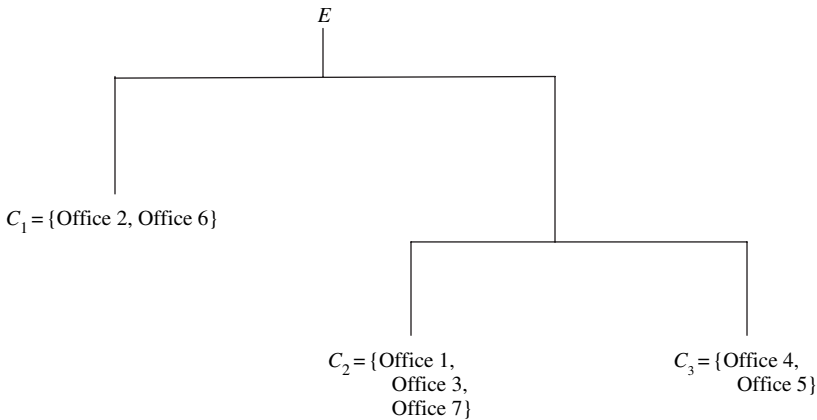 E
C₁ = {Office 2, Office 6}
C₂ = {Office 1,
Office 3,
Office 7}
C₃ = {Office 4,
Office 5}